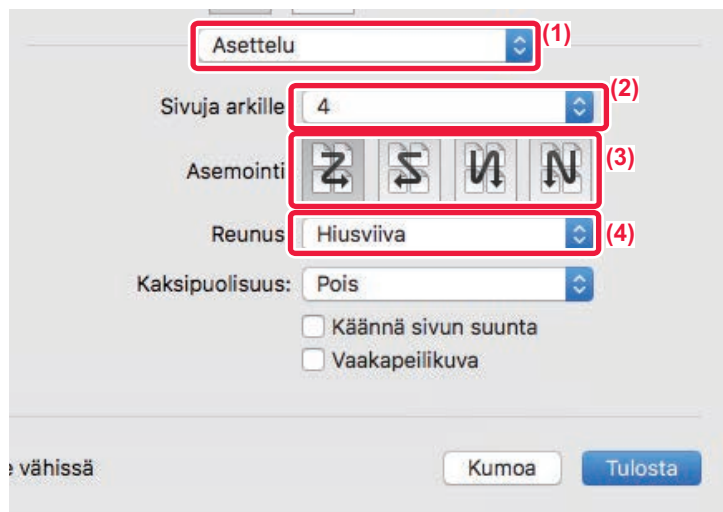 Asettelu (1)
Sivuja arkille 4 (2)
Asemointi (3)
Reunus Hiusviiva (4)
Kaksipuolisuus: Pois
Käännä sivun suunta
Vaakapeilikuva
e vähissä Kumoa Tulosta